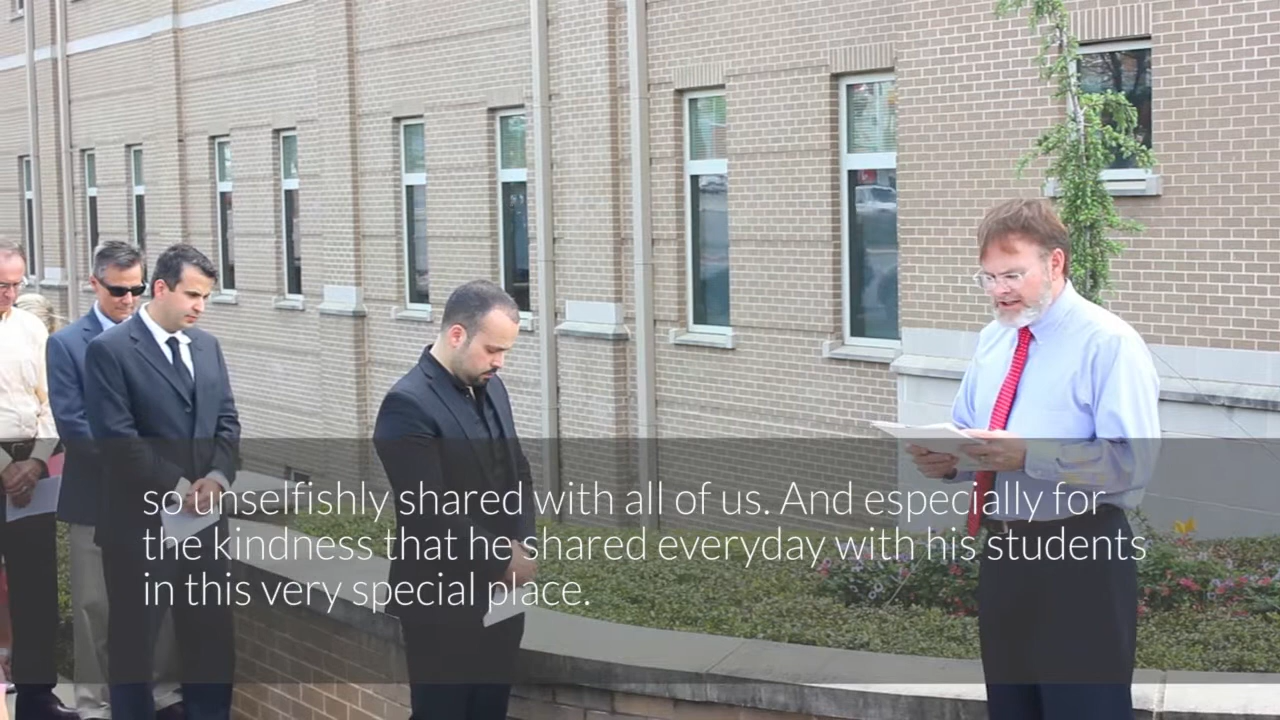 so unselfishly shared with all of us. And especially for
the kindness that he shared everyday with his students
in this very special place.